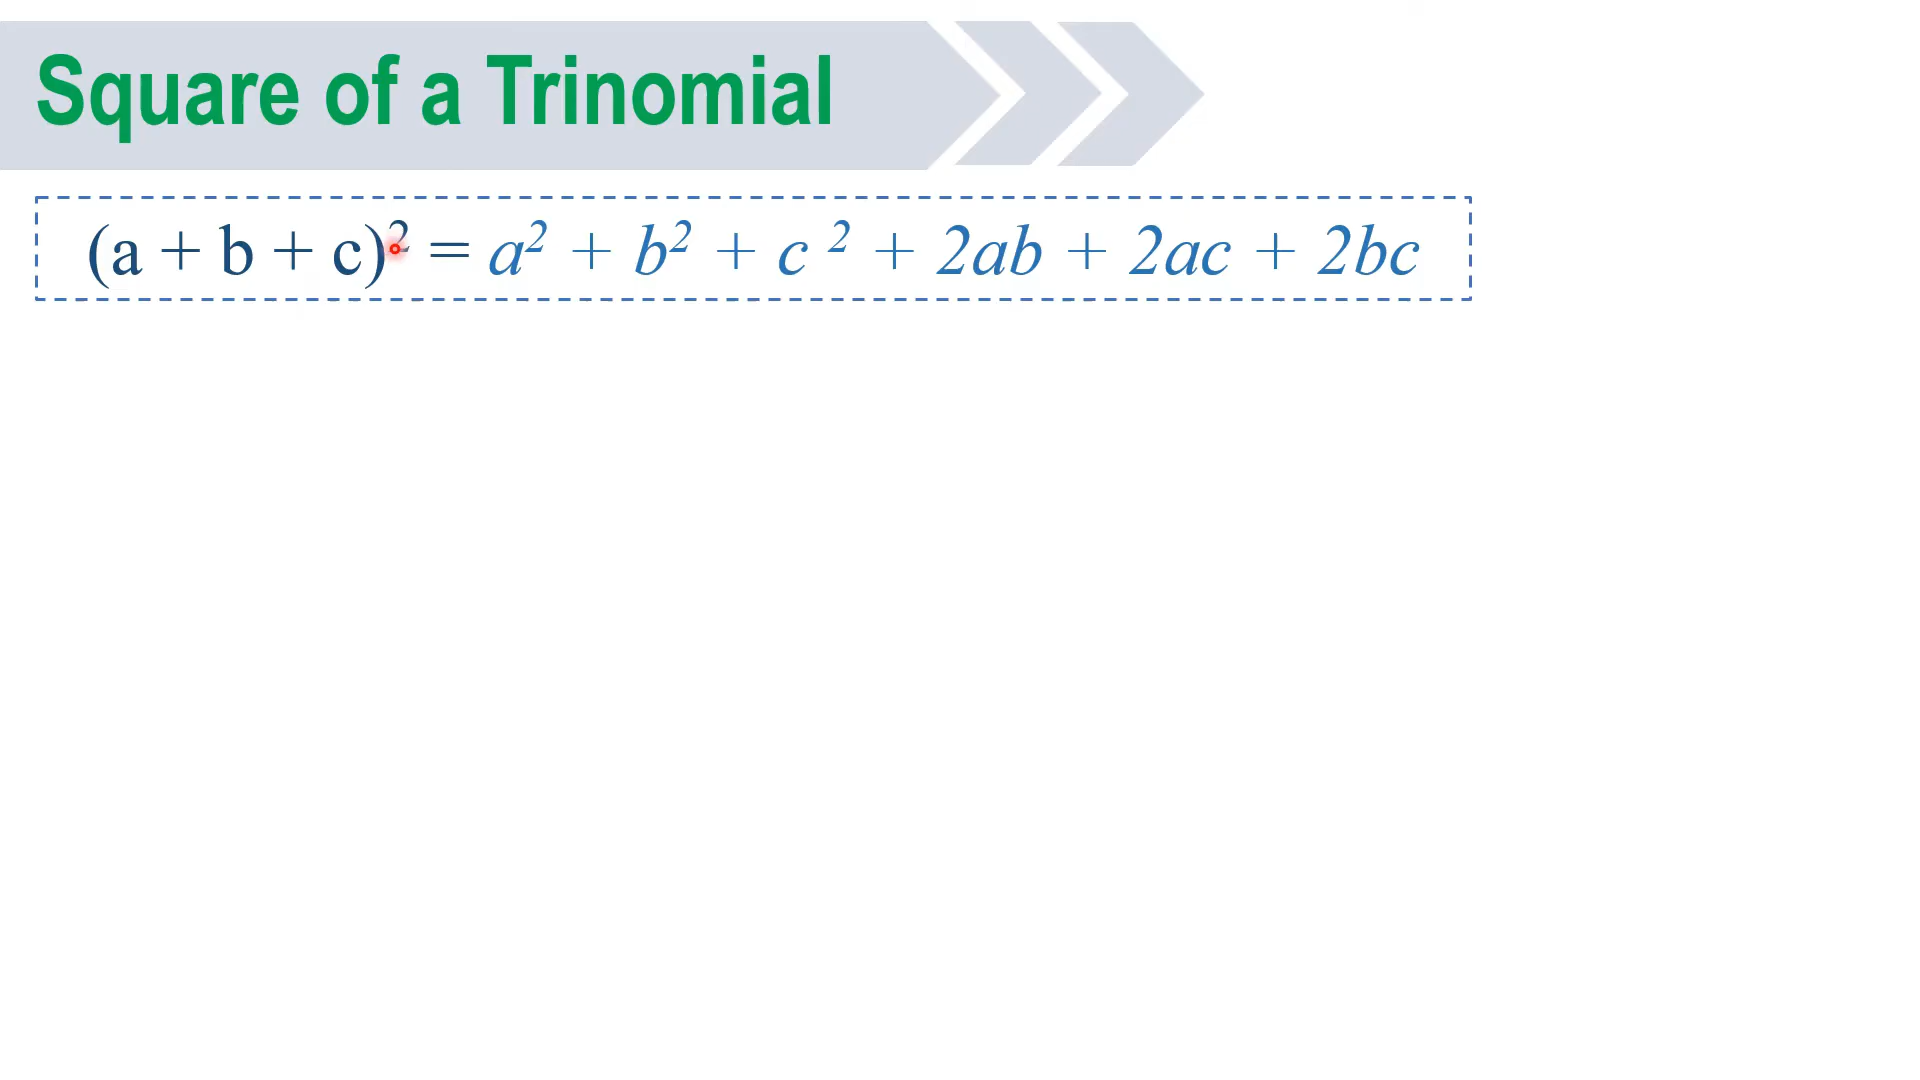 Square of a Trinomial
(a + b + c)² = a² + b² + c ² + 2ab + 2ac + 2bc